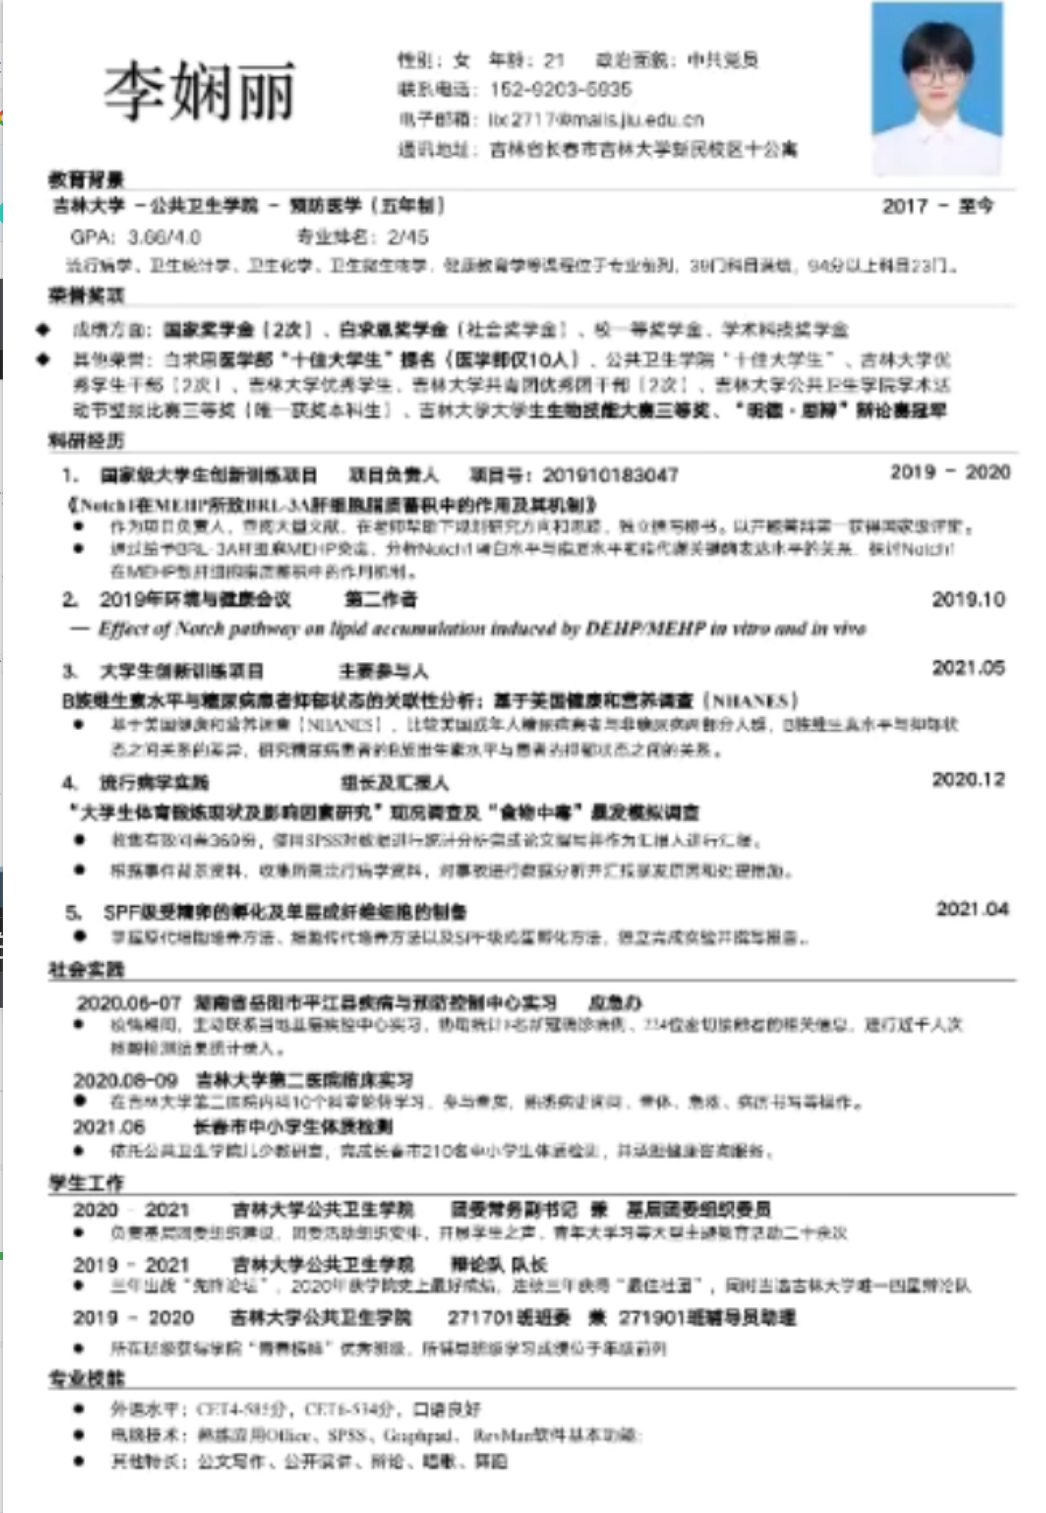 李娴丽
性别：女 年龄：21 政治面貌：中共党员
联系电话：152-9203-5935
电子邮箱：lixc2717@mails.jlu.edu.cn
通讯地址：吉林省长春市吉林大学新民校区十公寓
教育背景
吉林大学 - 公共卫生学院 - 预防医学（五年制） 2017 - 至今
GPA：3.66/4.0 专业排名：2/45
流行病学、卫生统计学、卫生化学、卫生微生物学、健康教育学等课程位于专业前列，39门科目满绩，94分以上科目23门。
荣誉奖项
成绩方面：国家奖学金（2次）、白求恩奖学金（社会奖学金）、校一等奖学金、学术科技奖学金
其他荣誉：白求恩医学部“十佳大学生”提名（医学部仅10人）、公共卫生学院“十佳大学生”、吉林大学优
秀学生干部（2次）、吉林大学优秀学生、吉林大学共青团优秀团干部（2次）、吉林大学公共卫生学院学术活
动节壁报比赛三等奖（唯一获奖本科生）、吉林大学大学生生物技能大赛三等奖、“明德·思辩”辩论赛冠军
科研经历
1. 国家级大学生创新训练项目 项目负责人 项目号：201910183047 2019 - 2020
《Notch1在MEHP所致BRL-3A肝细胞脂质蓄积中的作用及其机制》
作为项目负责人，查阅大量文献，在老师帮助下规划研究方向和思路，独立撰写标书。以开题答辩第一获得国家级评定。
通过给予BRL-3A肝细胞MEHP染毒，分析Notch1蛋白水平与脂质水平和脂代谢关键酶表达水平的关系，探讨Notch1
在MEHP致肝细胞脂质蓄积中的作用机制。
2. 2019年环境与健康会议 第二作者 2019.10
— Effect of Notch pathway on lipid accumulation induced by DEHP/MEHP in vitro and in vivo
3. 大学生创新训练项目 主要参与人 2021.05
B族维生素水平与糖尿病患者抑郁状态的关联性分析：基于美国健康和营养调查（NHANES）
基于美国健康和营养调查（NHANES），比较美国成年人糖尿病患者与非糖尿病两部分人群，B族维生素水平与抑郁状
态之间关系的差异，研究糖尿病患者的B族维生素水平与患者的抑郁状态之间的关系。
4. 流行病学实践 组长及汇报人 2020.12
“大学生体育锻炼现状及影响因素研究”现况调查及“食物中毒”暴发模拟调查
收集有效问卷369份，使用SPSS对数据进行统计分析完成论文撰写并作为汇报人进行汇报。
根据事件背景资料，收集所需流行病学资料，对事故进行数据分析并汇报暴发原因和处理措施。
5. SPF级受精卵的孵化及单层成纤维细胞的制备 2021.04
掌握原代细胞培养方法、细胞传代培养方法以及SPF级鸡蛋孵化方法，独立完成实验并撰写报告。
社会实践
2020.06-07 湖南省岳阳市平江县疾病与预防控制中心实习 应急办
疫情期间，主动联系当地基层疾控中心实习，协助统计 名新冠确诊病例、 位密切接触者的相关信息，进行近千人次
核酸检测结果统计录入。
2020.08-09 吉林大学第二医院临床实习
在吉林大学第二医院内科10个科室轮转学习，参与查房，熟悉病史询问、查体、急救、病历书写等操作。
2021.06 长春市中小学生体质检测
依托公共卫生学院儿少教研室，完成长春市210名中小学生体质检测，并承担健康咨询服务。
学生工作
2020 - 2021 吉林大学公共卫生学院 团委常务副书记 兼 基层团委组织委员
负责基层团委组织建设、团委活动组织安排，开展学生之声、青年大学习等大型主题教育活动二十余次
2019 - 2021 吉林大学公共卫生学院 辩论队 队长
三年出战“先锋论坛”，2020年获学院史上最好成绩，连续三年获得“最佳社团”，同时当选吉林大学唯一四星辩论队
2019 - 2020 吉林大学公共卫生学院 271701班班委 兼 271901班辅导员助理
所在班级获得学院“青春榜样”优秀班级，所辅导班级学习成绩位于年级前列
专业技能
外语水平：CET4-585分，CET6-534分，口语良好
电脑技术：熟练应用Office、SPSS、Graphpad、RevMan软件基本功能；
其他特长：公文写作、公开演讲、辩论、唱歌、舞蹈